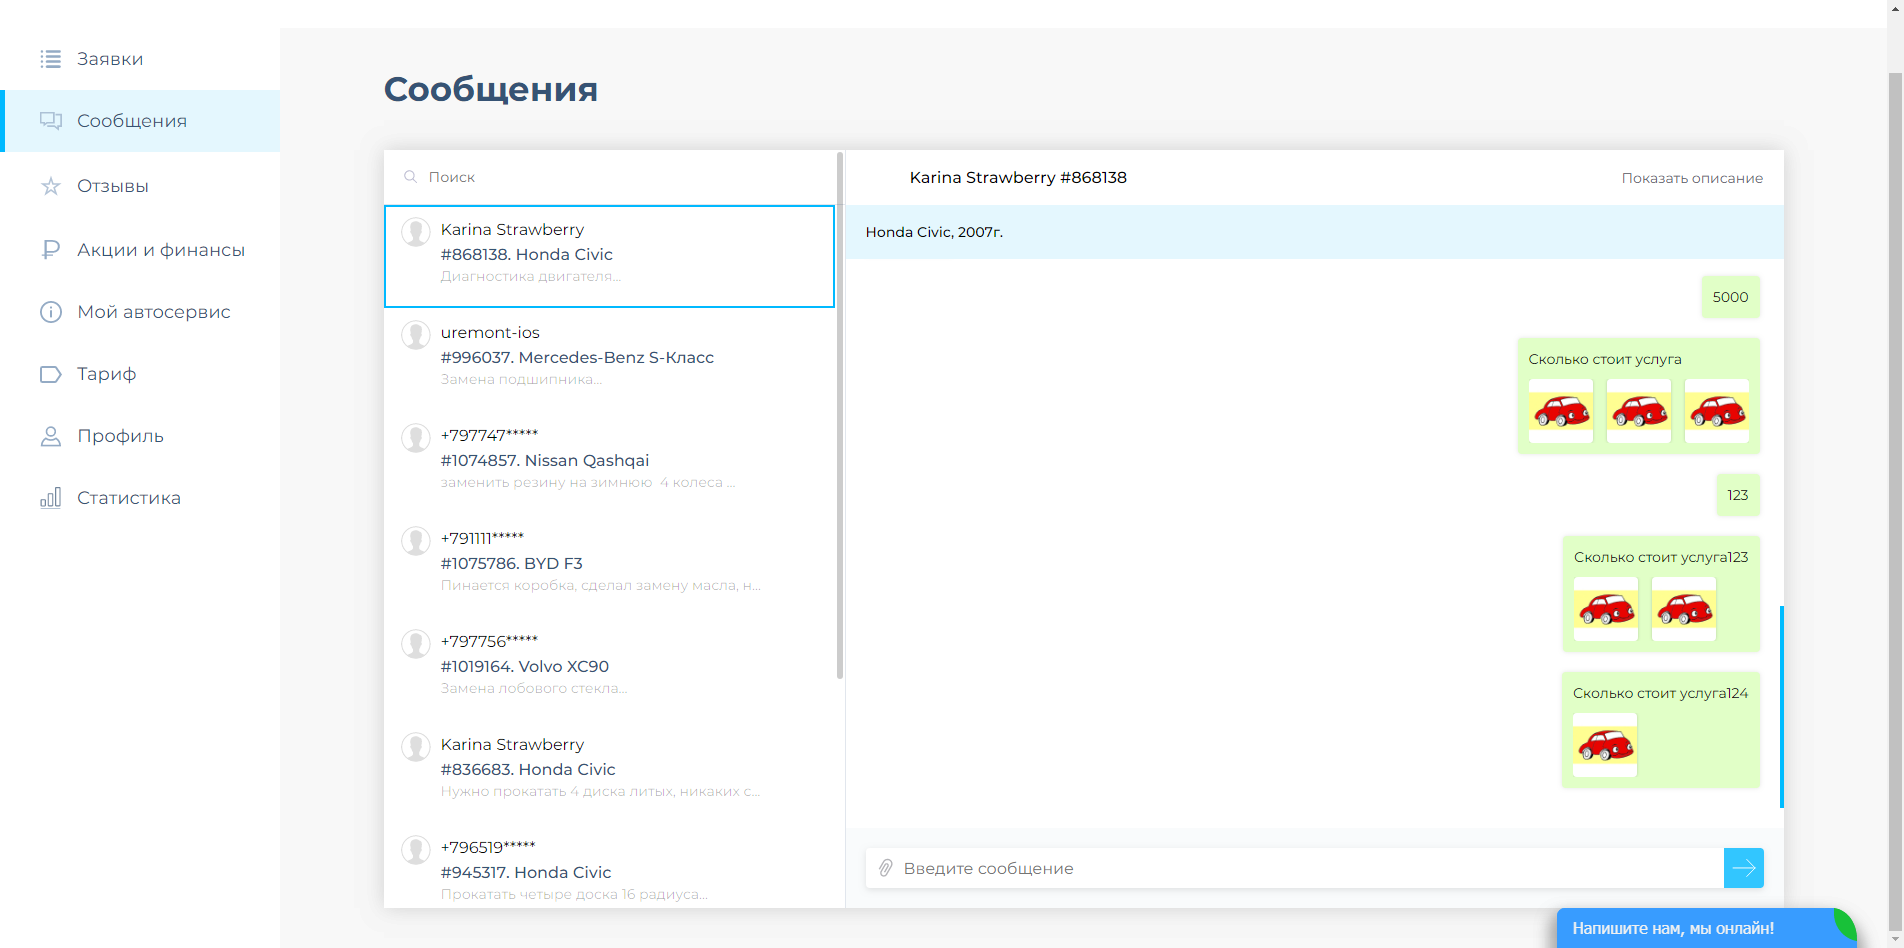 Заявки
Сообщения
Отзывы
Акции и финансы
Мой автосервис
Тариф
Профиль
Статистика
Сообщения
Поиск
Karina Strawberry
#868138. Honda Civic
Диагностика двигателя...
uremont-ios
#996037. Mercedes-Benz S-Класс
Замена подшипника...
+797747*****
#1074857. Nissan Qashqai
заменить резину на зимнюю 4 колеса ...
+791111*****
#1075786. BYD F3
Пинается коробка, сделал замену масла, н...
+797756*****
#1019164. Volvo XC90
Замена лобового стекла...
Karina Strawberry
#836683. Honda Civic
Нужно прокатать 4 диска литых, никаких с...
+796519*****
#945317. Honda Civic
Прокатать четыре доска 16 радиуса...
Karina Strawberry #868138
Показать описание
Honda Civic, 2007г.
5000
Сколько стоит услуга
123
Сколько стоит услуга123
Сколько стоит услуга124
Введите сообщение
Напишите нам, мы онлайн!